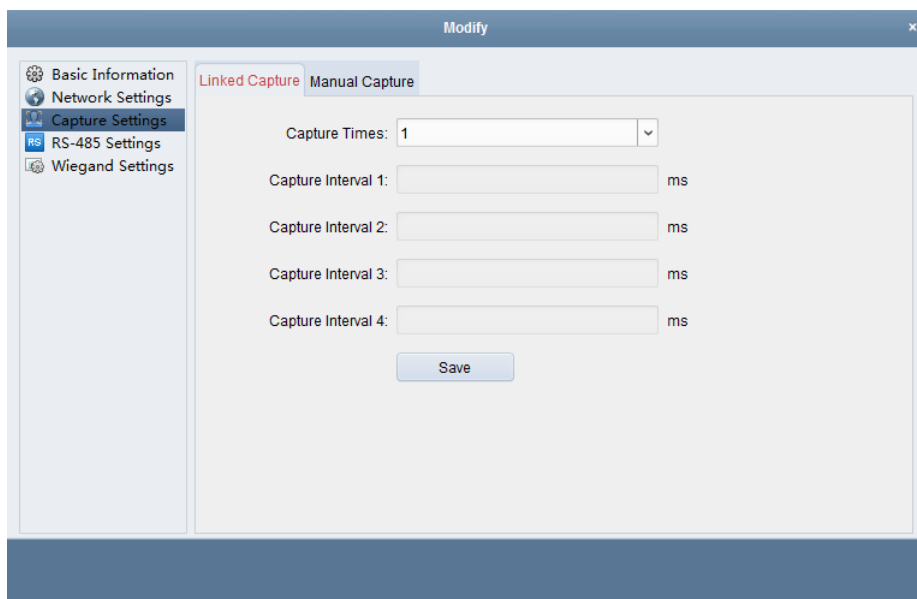 Modify
×
Basic Information
Network Settings
Capture Settings
RS RS-485 Settings
Wiegand Settings
Linked Capture Manual Capture
Capture Times: 1
Capture Interval 1: ms
Capture Interval 2: ms
Capture Interval 3: ms
Capture Interval 4: ms
Save